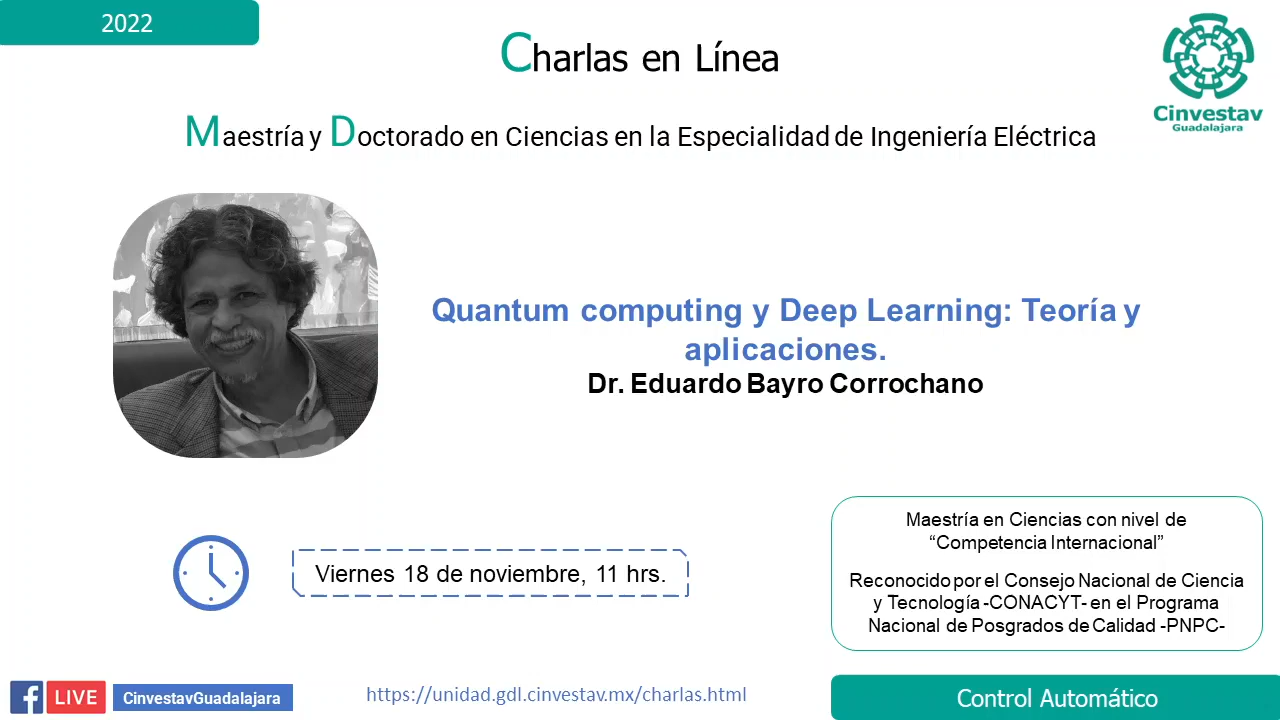 2022
Charlas en Línea
Cinvestav
Guadalajara
Maestría y Doctorado en Ciencias en la Especialidad de Ingeniería Eléctrica
Quantum computing y Deep Learning: Teoría y
aplicaciones.
Dr. Eduardo Bayro Corrochano
Viernes 18 de noviembre, 11 hrs.
Maestría en Ciencias con nivel de
“Competencia Internacional”
Reconocido por el Consejo Nacional de Ciencia
y Tecnología -CONACYT- en el Programa
Nacional de Posgrados de Calidad -PNPC-
f LIVE CinvestavGuadalajara
https://unidad.gdl.cinvestav.mx/charlas.html
Control Automático